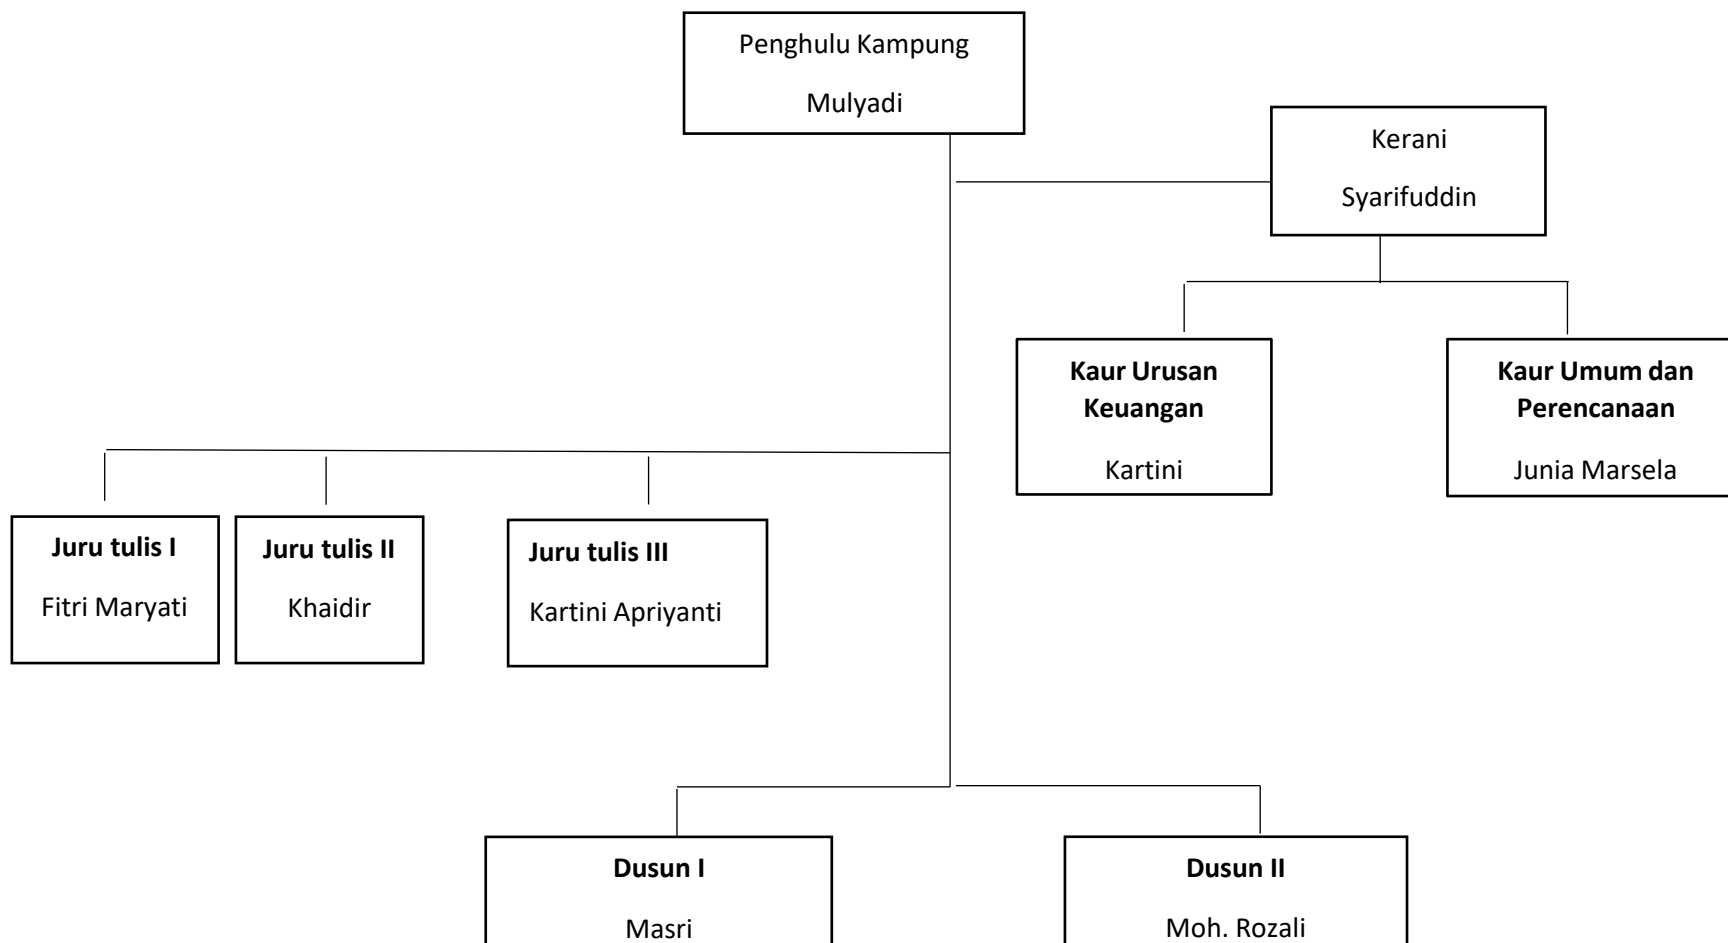 Penghulu Kampung
Mulyadi
Kerani
Syarifuddin
Kaur Urusan
Keuangan
Kartini
Kaur Umum dan
Perencanaan
Junia Marsela
Juru tulis I
Fitri Maryati
Juru tulis II
Khaidir
Juru tulis III
Kartini Apriyanti
Dusun I
Masri
Dusun II
Moh. Rozali